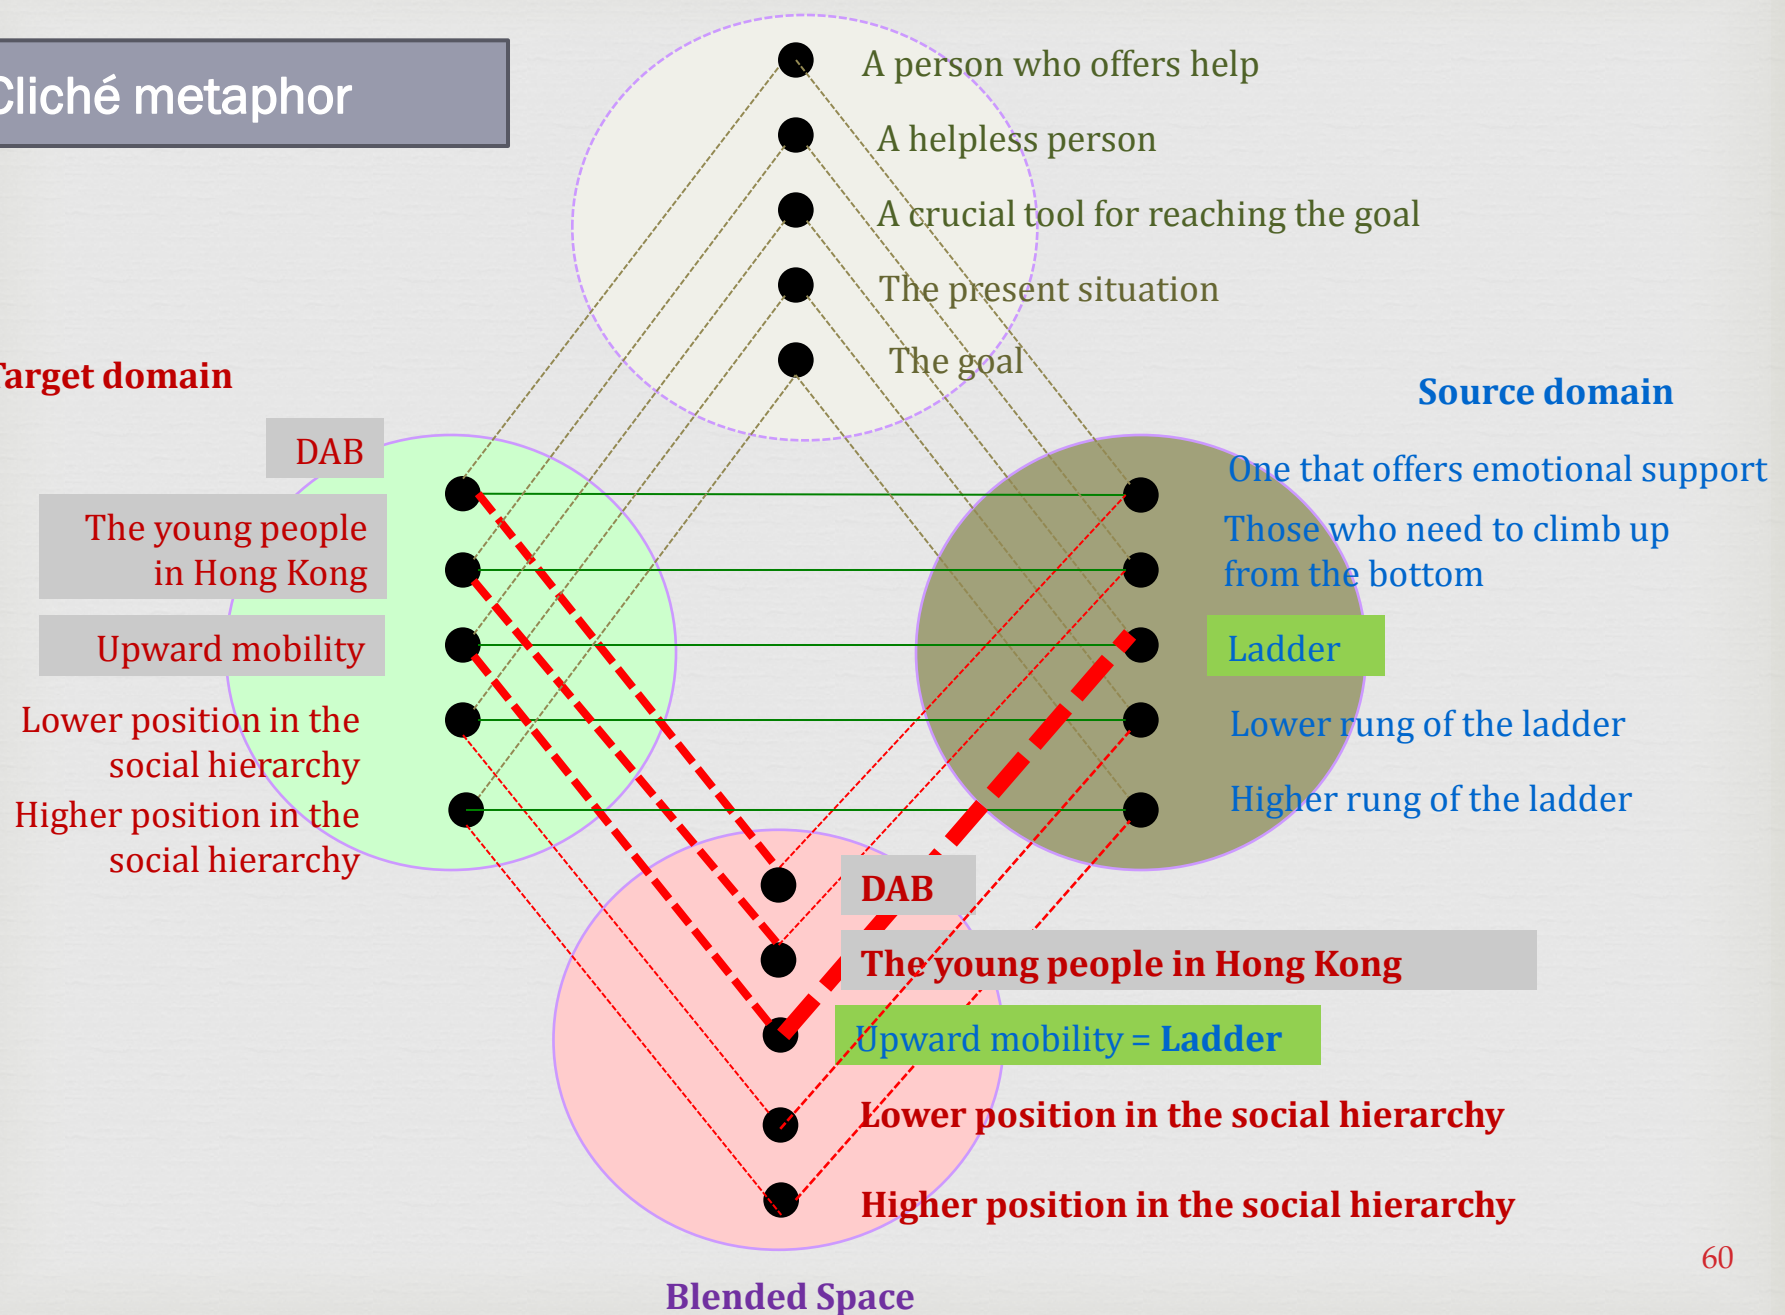 Cliché metaphor
A person who offers help
A helpless person
A crucial tool for reaching the goal
The present situation
The goal
Target domain
Source domain
DAB
The young people
in Hong Kong
Upward mobility
Lower position in the
social hierarchy
Higher position in the
social hierarchy
One that offers emotional support
Those who need to climb up
from the bottom
Ladder
Lower rung of the ladder
Higher rung of the ladder
DAB
The young people in Hong Kong
Upward mobility = Ladder
Lower position in the social hierarchy
Higher position in the social hierarchy
Blended Space
60